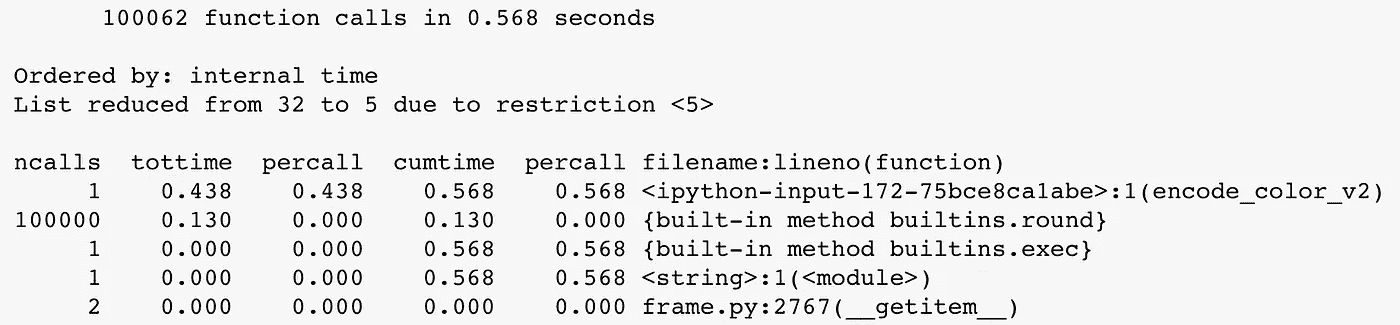 100062 function calls in 0.568 seconds
Ordered by: internal time
List reduced from 32 to 5 due to restriction <5>
ncalls tottime percall cumtime percall filename:lineno(function)
1 0.438 0.438 0.568 0.568 <ipython-input-172-75bce8ca1abe>:1(encode_color_v2)
100000 0.130 0.000 0.130 0.000 {built-in method builtins.round}
1 0.000 0.000 0.568 0.568 {built-in method builtins.exec}
1 0.000 0.000 0.568 0.568 <string>:1(<module>)
2 0.000 0.000 0.000 0.000 frame.py:2767(__getitem__)